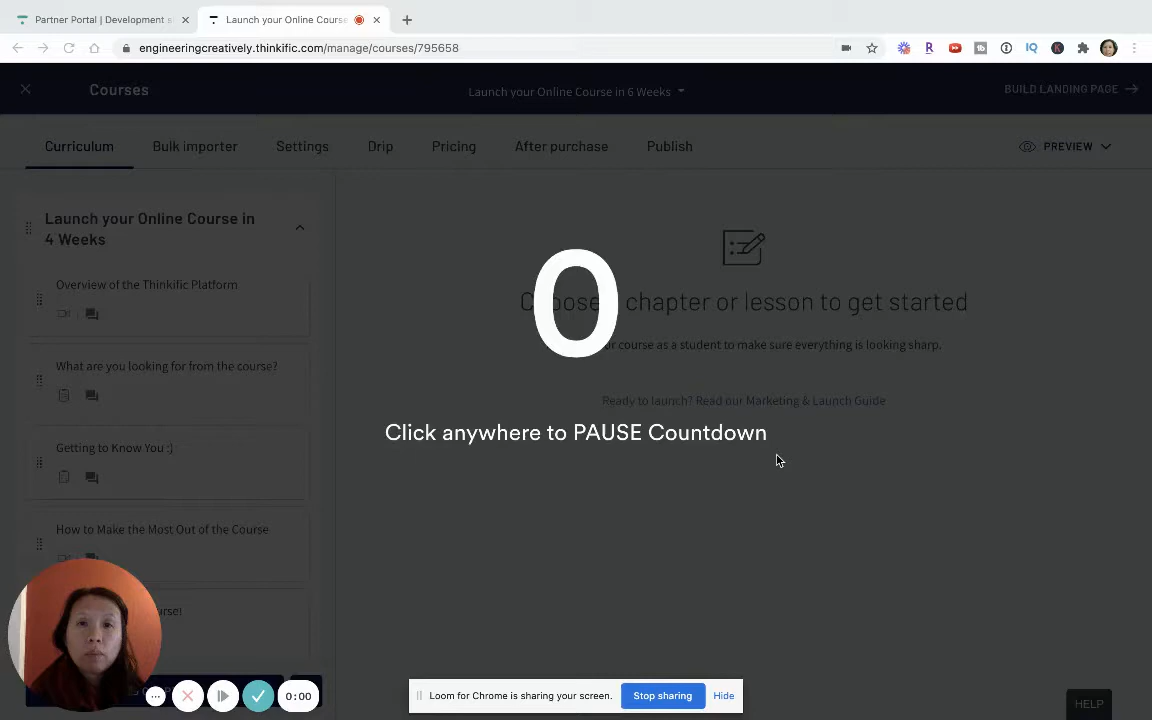 Partner Portal | Development s
Launch your Online Course
engineeringcreatively.thinkific.com/manage/courses/795658
Courses
Launch your Online Course in 6 Weeks
BUILD LANDING PAGE
Curriculum
Bulk importer
Settings
Drip
Pricing
After purchase
Publish
PREVIEW
Launch your Online Course in
4 Weeks
Overview of the Thinkific Platform
What are you looking for from the course?
Getting to Know You :)
How to Make the Most Out of the Course
urse!
0
chapter or lesson to get started
ur course as a student to make sure everything is looking sharp.
Ready to launch? Read our Marketing & Launch Guide
Click anywhere to PAUSE Countdown
0:00
Loom for Chrome is sharing your screen.
Stop sharing
Hide
HELP